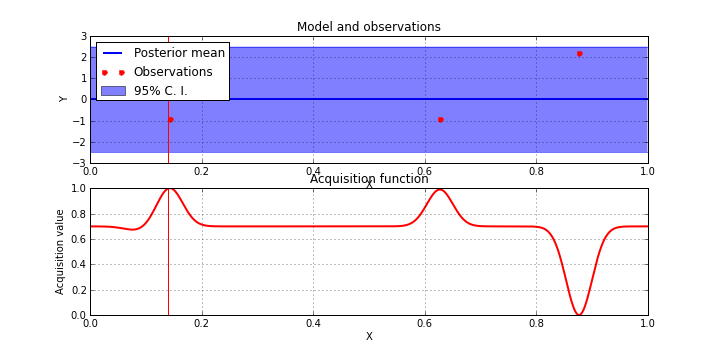 Model and observations
3
2
1
0
−1
−2
−3
Y
Posterior mean
Observations
95% C. I.
0.0 0.2 0.4 0.6 0.8 1.0
X
Acquisition function
1.0
0.8
0.6
0.4
0.2
0.0
Acquisition value
0.0 0.2 0.4 0.6 0.8 1.0
X